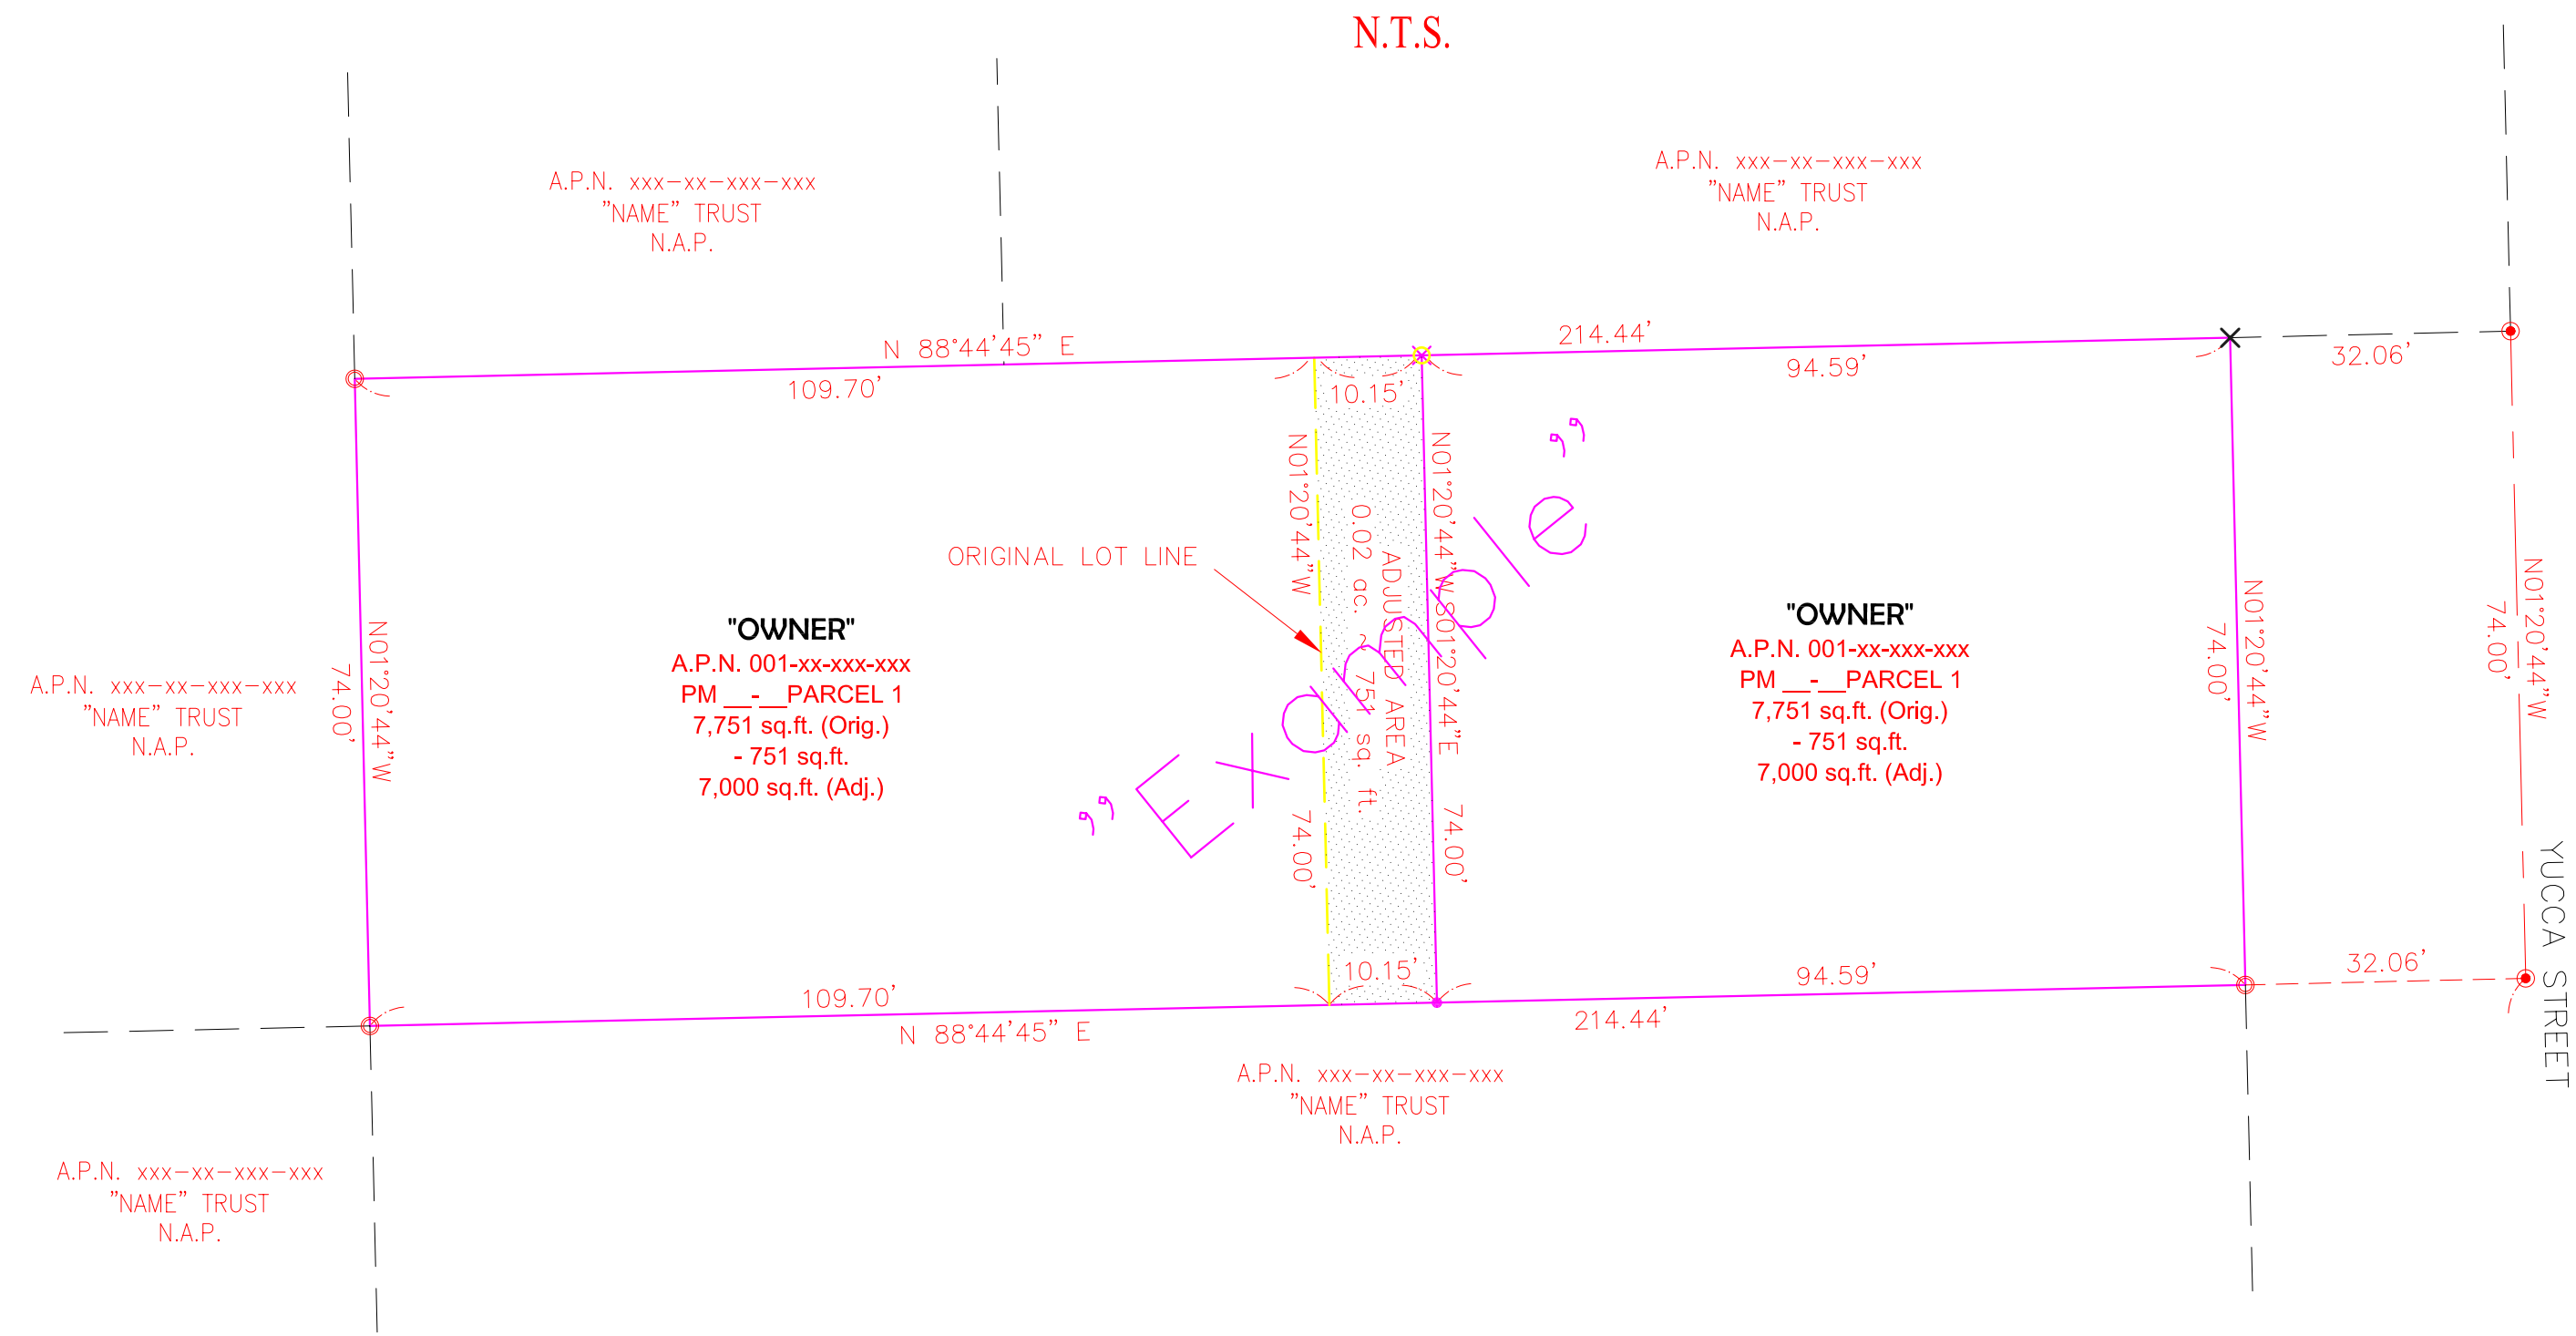 N.T.S.
A.P.N. xxx-xx-xxx-xxx
"NAME" TRUST
N.A.P.
A.P.N. xxx-xx-xxx-xxx
"NAME" TRUST
N.A.P.
N 88°44'45" E
214.44'
109.70'
10.15'
94.59'
32.06'
N01°20'44"W
74.00'
ORIGINAL LOT LINE
N01°20'44"W
74.00'
ADJUSTED AREA
0.02 ac. 751 sq. ft.
N01°20'44"W
S01°20'44"E
74.00'
"Example"
"OWNER"
A.P.N. 001-xx-xxx-xxx
PM __-__PARCEL 1
7,751 sq.ft. (Orig.)
- 751 sq.ft.
7,000 sq.ft. (Adj.)
"OWNER"
A.P.N. 001-xx-xxx-xxx
PM __-__PARCEL 1
7,751 sq.ft. (Orig.)
- 751 sq.ft.
7,000 sq.ft. (Adj.)
N01°20'44"W
74.00'
N01°20'44"W
74.00'
YUCCA STREET
A.P.N. xxx-xx-xxx-xxx
"NAME" TRUST
N.A.P.
109.70'
10.15'
94.59'
32.06'
N 88°44'45" E
214.44'
A.P.N. xxx-xx-xxx-xxx
"NAME" TRUST
N.A.P.
A.P.N. xxx-xx-xxx-xxx
"NAME" TRUST
N.A.P.